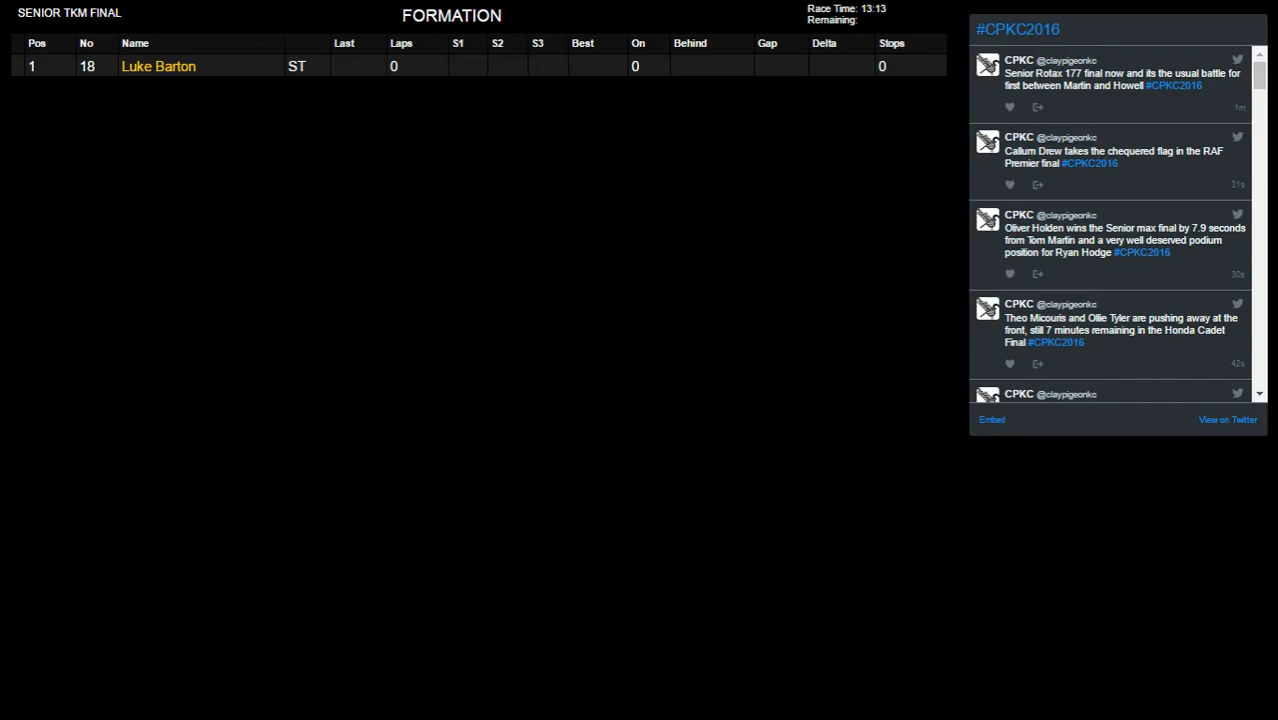 SENIOR TKM FINAL
FORMATION
Race Time: 13:13
Remaining:
Pos No Name Last Laps S1 S2 S3 Best On Behind Gap Delta Stops
1 18 Luke Barton ST 0 0 0
#CPKC2016
CPKC @claypigeonkc
Senior Rotax 177 final now and its the usual battle for
first between Martin and Howell #CPKC2016
1m
CPKC @claypigeonkc
Callum Drew takes the chequered flag in the RAF
Premier final #CPKC2016
31s
CPKC @claypigeonkc
Oliver Holden wins the Senior max final by 7.9 seconds
from Tom Martin and a very well deserved podium
position for Ryan Hodge #CPKC2016
30s
CPKC @claypigeonkc
Theo Micouris and Ollie Tyler are pushing away at the
front, still 7 minutes remaining in the Honda Cadet
Final #CPKC2016
42s
CPKC @claypigeonkc
Embed View on Twitter